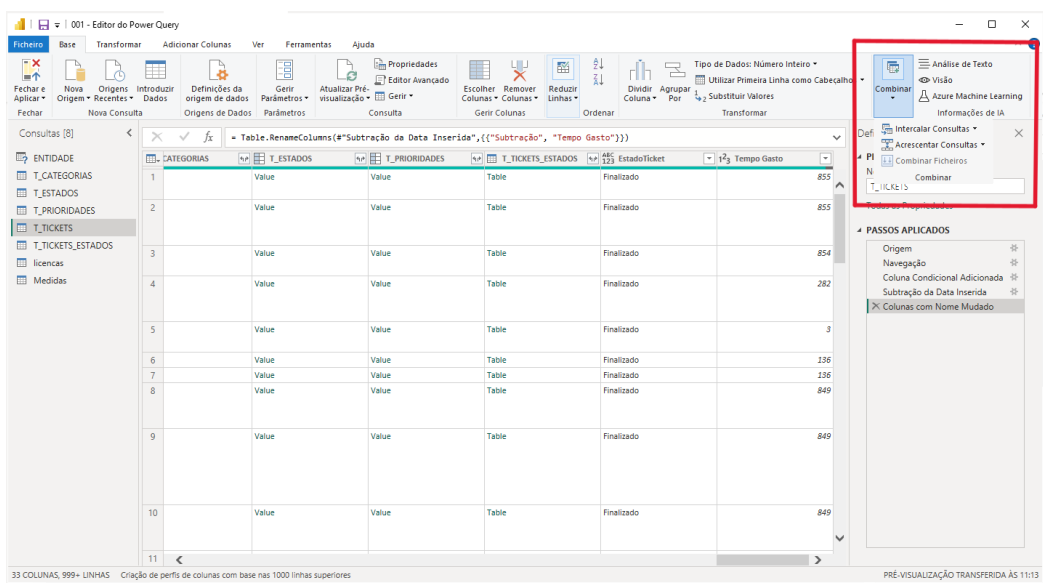 001 - Editor do Power Query
Ficheiro Base Transformar Adicionar Colunas Ver Ferramentas Ajuda
Fechar e Aplicar
Fechar
Nova Origem
Origens Recentes
Introduzir Dados
Nova Consulta
Definições da origem de dados
Origens de Dados
Gerir Parâmetros
Parâmetros
Atualizar Pré-visualização
Propriedades
Editor Avançado
Gerir
Consulta
Escolher Colunas
Remover Colunas
Gerir Colunas
Reduzir Linhas
Ordenar
Dividir Coluna
Agrupar Por
Tipo de Dados: Número Inteiro
Utilizar Primeira Linha como Cabeçalho
Substituir Valores
Transformar
Combinar
Análise de Texto
Visão
Azure Machine Learning
Informações de IA
Intercalar Consultas
Acrescentar Consultas
Combinar Ficheiros
Combinar
Consultas [8]
ENTIDADE
T_CATEGORIAS
T_ESTADOS
T_PRIORIDADES
T_TICKETS
T_TICKETS_ESTADOS
licencas
Medidas
fx = Table.RenameColumns(#"Subtração da Data Inserida",{{"Subtração", "Tempo Gasto"}})
CATEGORIAS T_ESTADOS T_PRIORIDADES T_TICKETS_ESTADOS ABC 123 EstadoTicket 123 Tempo Gasto
1 Value Value Table Finalizado 855
2 Value Value Table Finalizado 855
3 Value Value Table Finalizado 854
4 Value Value Table Finalizado 282
5 Value Value Table Finalizado 3
6 Value Value Table Finalizado 136
7 Value Value Table Finalizado 136
8 Value Value Table Finalizado 849
9 Value Value Table Finalizado 849
10 Value Value Table Finalizado 849
11
T_TICKETS
Todas as Propriedades
PASSOS APLICADOS
Origem
Navegação
Coluna Condicional Adicionada
Subtração da Data Inserida
Colunas com Nome Mudado
33 COLUNAS, 999+ LINHAS Criação de perfis de colunas com base nas 1000 linhas superiores
PRÉ-VISUALIZAÇÃO TRANSFERIDA ÀS 11:13